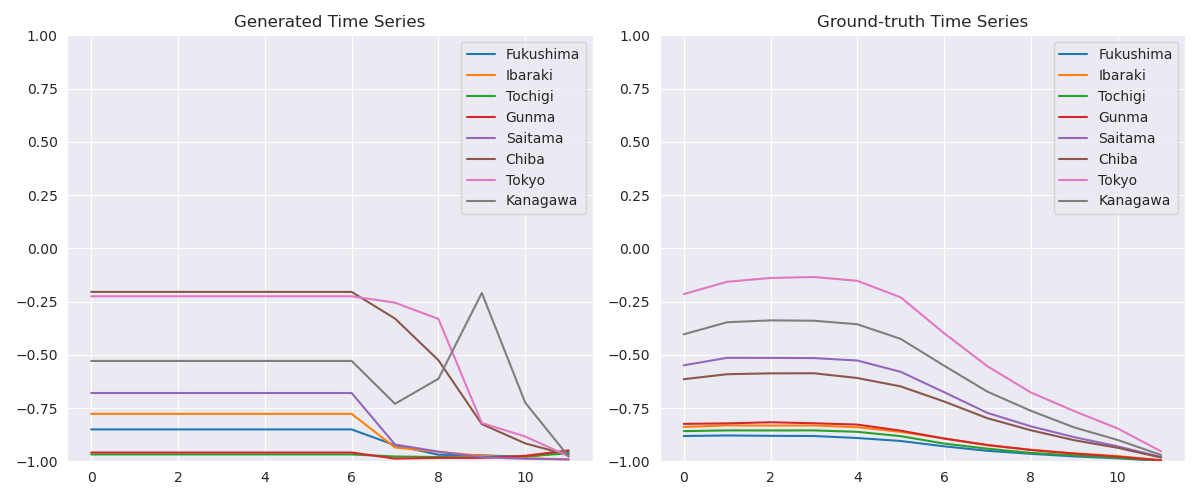 Generated Time Series
1.00
0.75
0.50
0.25
0.00
−0.25
−0.50
−0.75
−1.00
0 2 4 6 8 10
Fukushima
Ibaraki
Tochigi
Gunma
Saitama
Chiba
Tokyo
Kanagawa
Ground-truth Time Series
1.00
0.75
0.50
0.25
0.00
−0.25
−0.50
−0.75
−1.00
0 2 4 6 8 10
Fukushima
Ibaraki
Tochigi
Gunma
Saitama
Chiba
Tokyo
Kanagawa